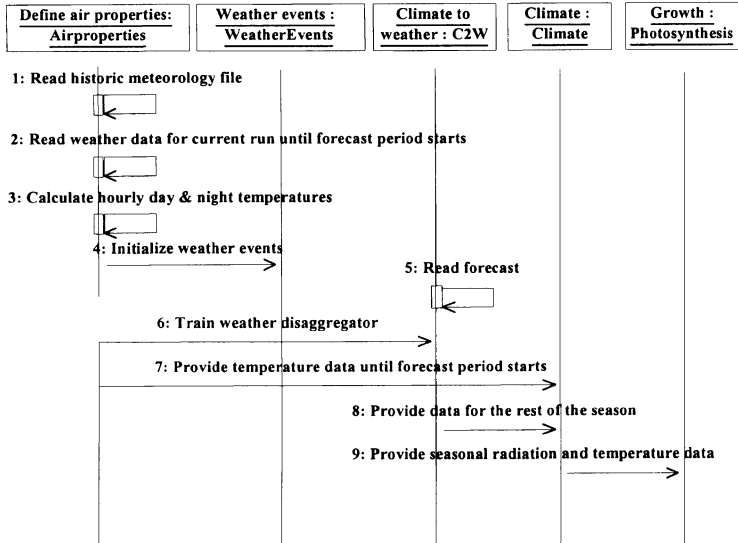 Define air properties:
Airproperties
Weather events :
WeatherEvents
Climate to
weather : C2W
Climate :
Climate
Growth :
Photosynthesis
1: Read historic meteorology file
2: Read weather data for current run until forecast period starts
3: Calculate hourly day & night temperatures
4: Initialize weather events
5: Read forecast
6: Train weather disaggregator
7: Provide temperature data until forecast period starts
8: Provide data for the rest of the season
9: Provide seasonal radiation and temperature data